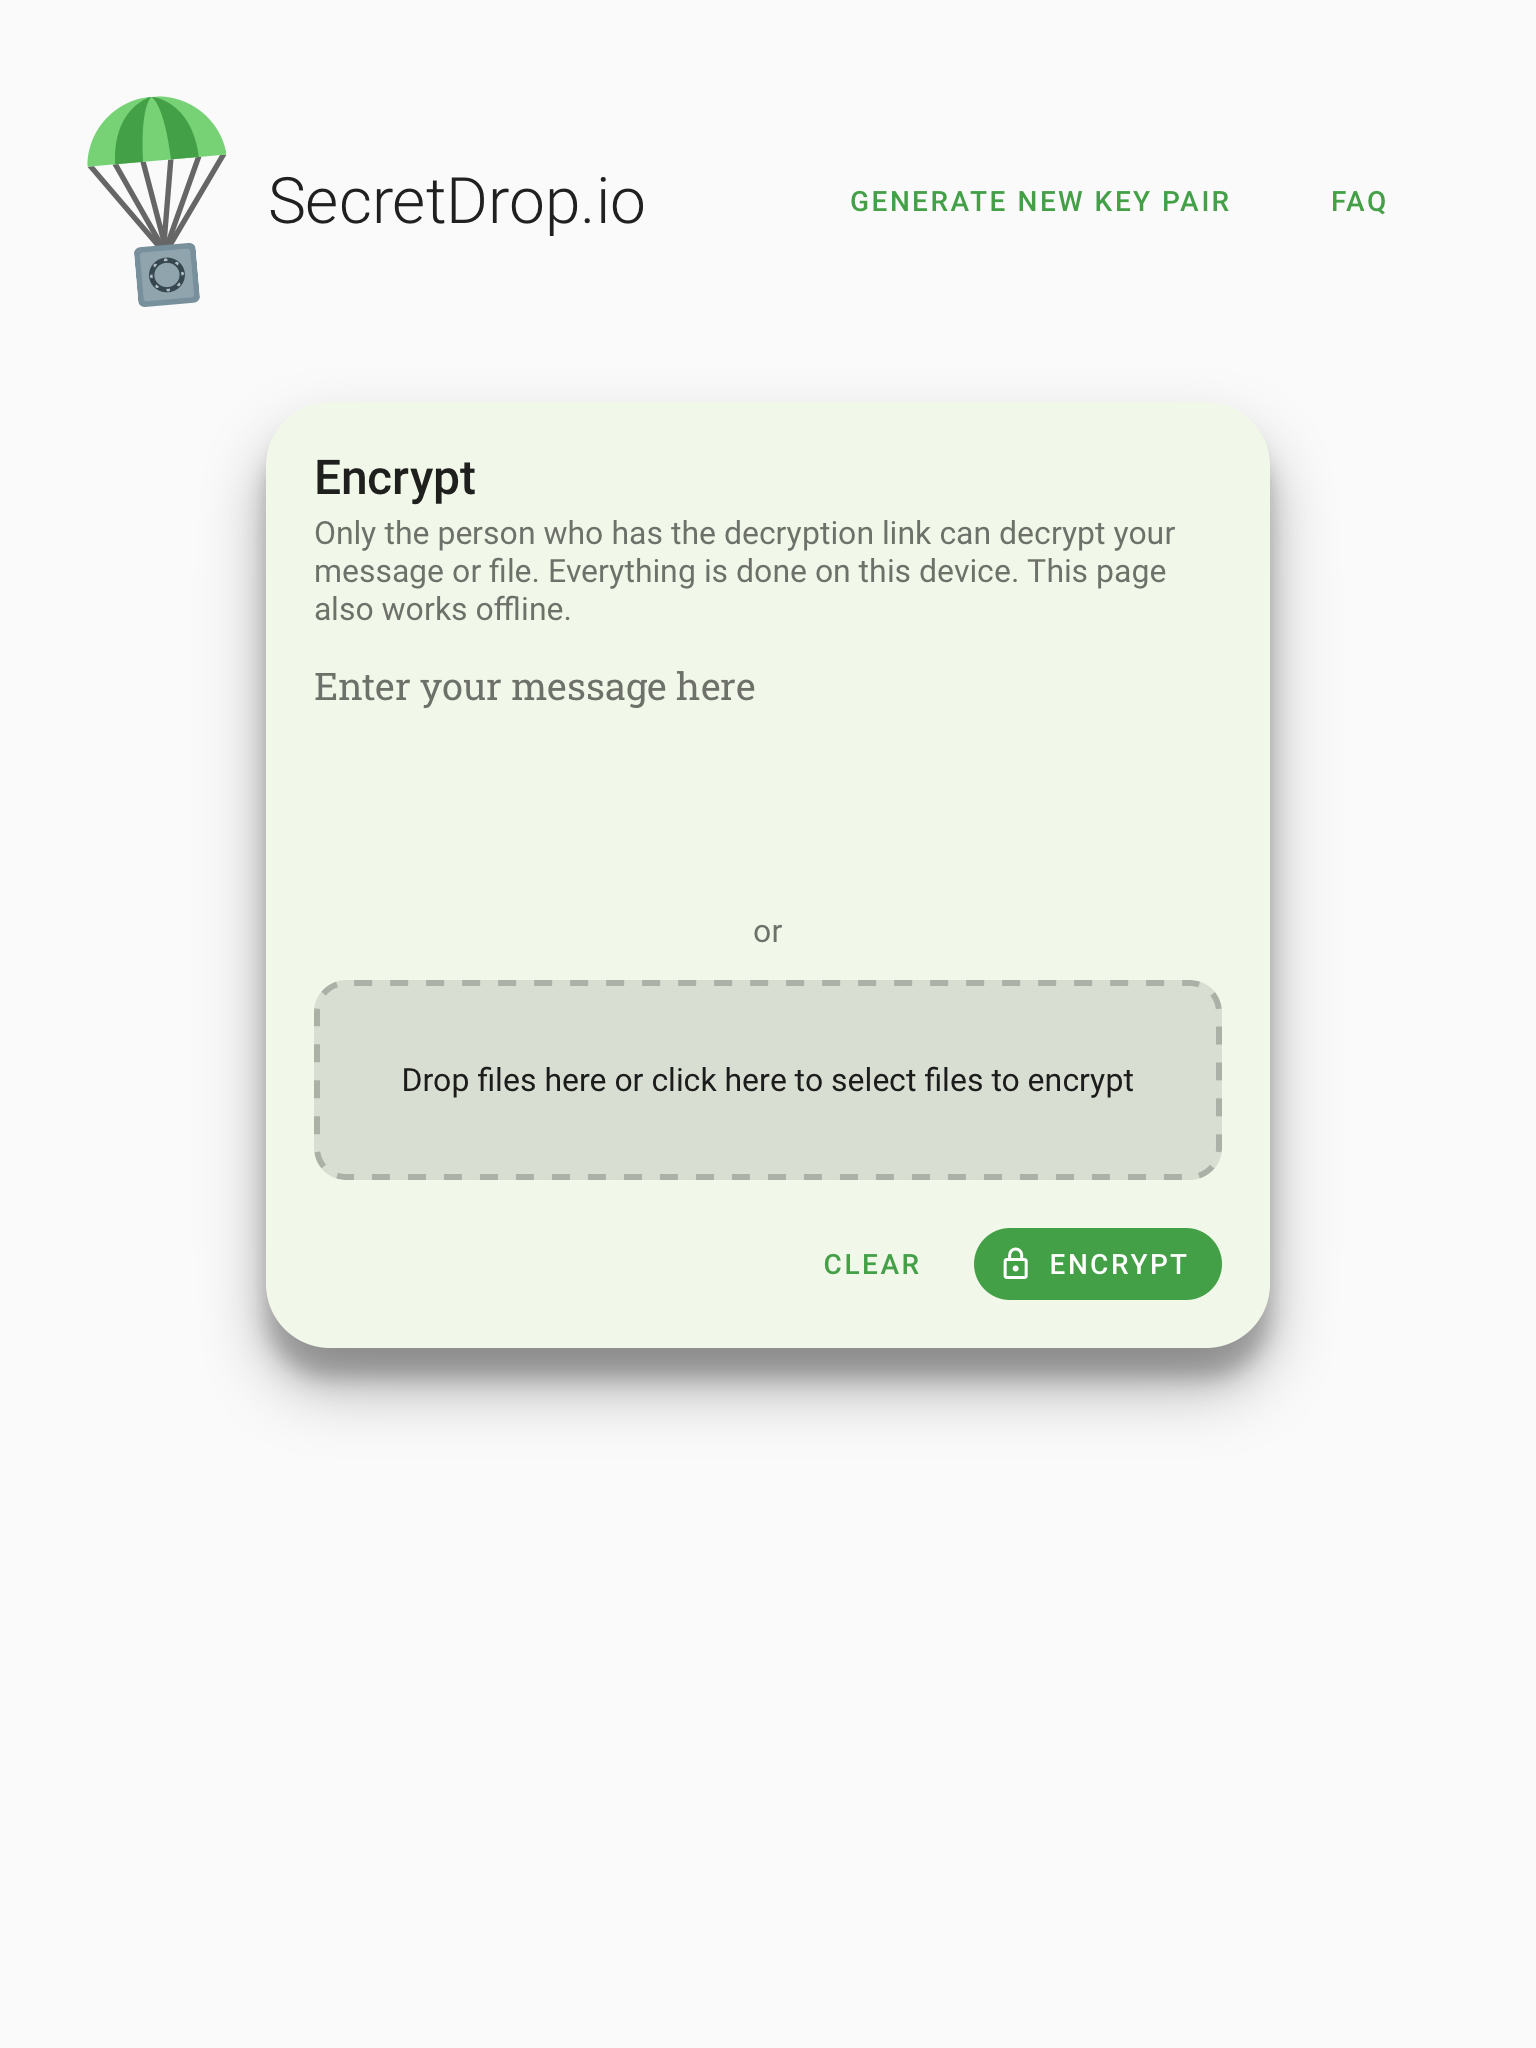 SecretDrop.io
GENERATE NEW KEY PAIR
FAQ
Encrypt
Only the person who has the decryption link can decrypt your
message or file. Everything is done on this device. This page
also works offline.
Enter your message here
or
Drop files here or click here to select files to encrypt
CLEAR
ENCRYPT